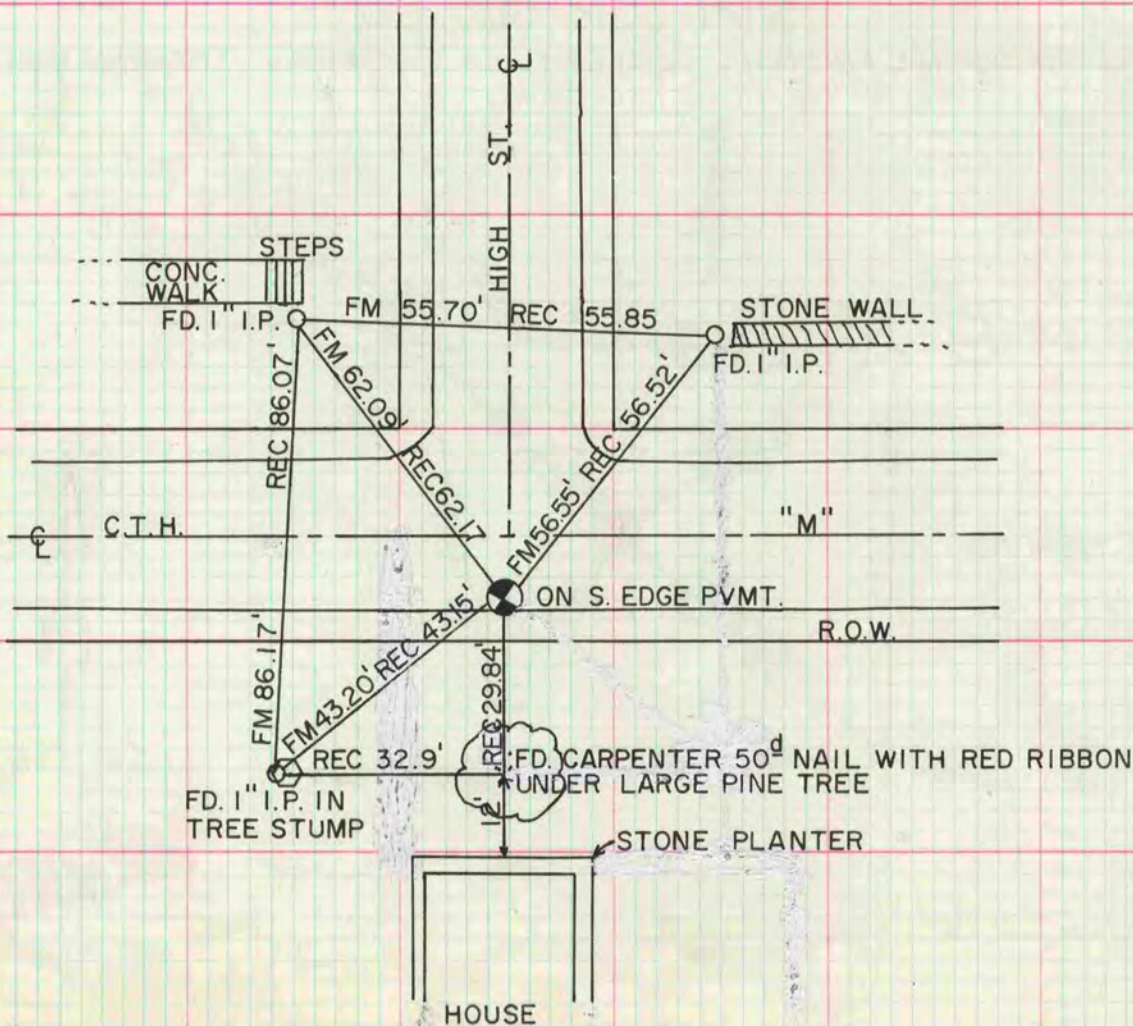 ℄
HIGH ST.
STEPS
CONC.
WALK
FD. 1" I.P.
FM 55.70' REC 55.85
STONE WALL
FD. 1" I.P.
FM 62.09' REC 62.17
REC 56.52'
FM 56.55'
REC 86.07'
FM 86.17'
℄ C.T.H. "M"
ON S. EDGE PVMT.
R.O.W.
FM 43.20' REC 43.15'
REC 29.84'
REC 32.9'
FD. CARPENTER 50d NAIL WITH RED RIBBON
UNDER LARGE PINE TREE
12'
FD. 1" I.P. IN
TREE STUMP
STONE PLANTER
HOUSE